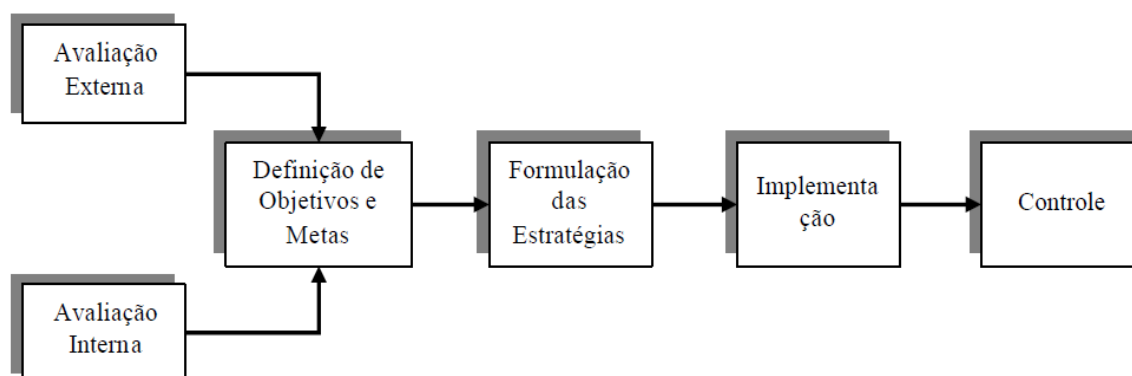 Avaliação
Externa
Definição de
Objetivos e
Metas
Formulação
das
Estratégias
Implementa
ção
Controle
Avaliação
Interna